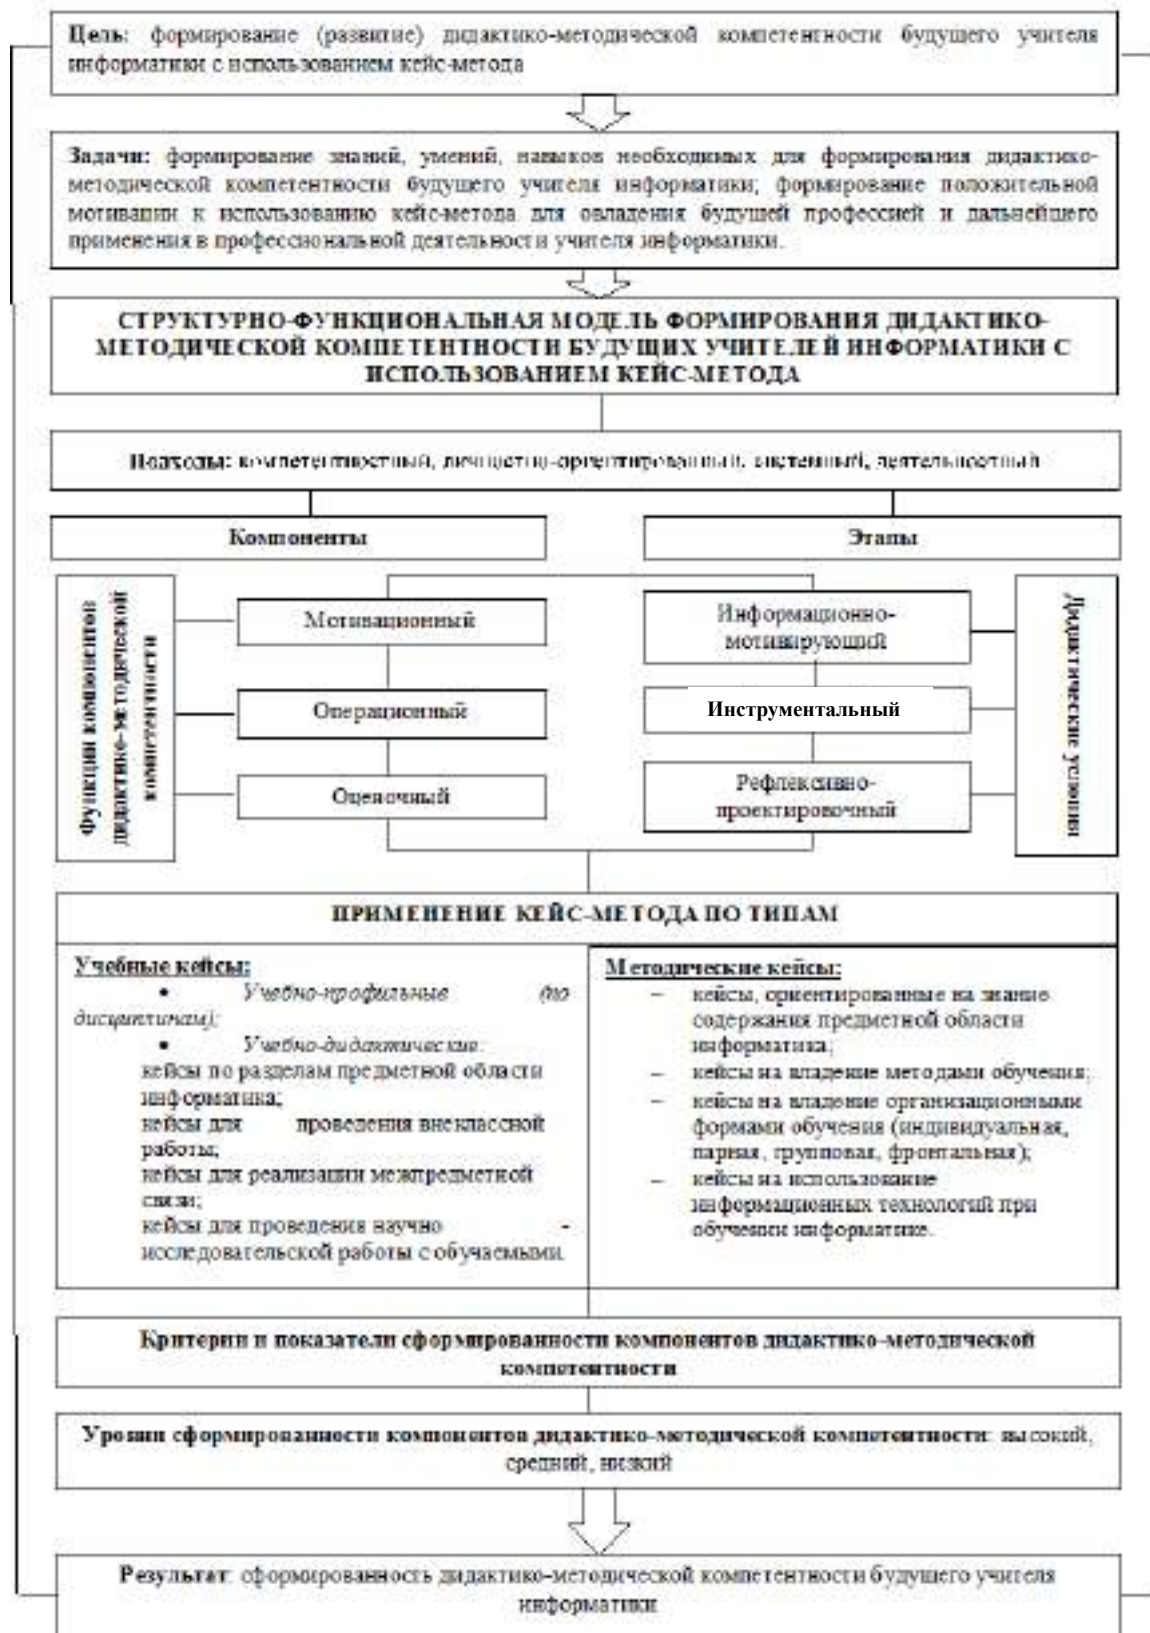 Цель: формирование (развитие) дидактико-методической компетентности будущего учителя
информатики с использованием кейс-метода
Задачи: формирование знаний, умений, навыков необходимых для формирования дидактико-
методической компетентности будущего учителя информатики; формирование положительной
мотивации к использованию кейс-метода для овладения будущей профессией и дальнейшего
применения в профессиональной деятельности учителя информатики.
СТРУКТУРНО-ФУНКЦИОНАЛЬНАЯ МОДЕЛЬ ФОРМИРОВАНИЯ ДИДАКТИКО-
МЕТОДИЧЕСКОЙ КОМПЕТЕНТНОСТИ БУДУЩИХ УЧИТЕЛЕЙ ИНФОРМАТИКИ С
ИСПОЛЬЗОВАНИЕМ КЕЙС-МЕТОДА
Подходы: компетентностный, личностно-ориентированный, системный, деятельностный
Компоненты
Этапы
Функции компонентов
дидактико-методической
компетентности
Мотивационный
Операционный
Оценочный
Информационно-
мотивирующий
Инструментальный
Рефлексивно-
проектировочный
Дидактические условия
ПРИМЕНЕНИЕ КЕЙС-МЕТОДА ПО ТИПАМ
Учебные кейсы:
• Учебно-профильные (по
дисциплинам);
• Учебно-дидактические:
кейсы по разделам предметной области
информатика;
кейсы для проведения внеклассной
работы;
кейсы для реализации межпредметной
связи;
кейсы для проведения научно -
исследовательской работы с обучаемыми.
Методические кейсы:
– кейсы, ориентированные на знание
содержания предметной области
информатика;
– кейсы на владение методами обучения;
– кейсы на владение организационными
формами обучения (индивидуальная,
парная, групповая, фронтальная);
– кейсы на использование
информационных технологий при
обучении информатике.
Критерии и показатели сформированности компонентов дидактико-методической
компетентности
Уровни сформированности компонентов дидактико-методической компетентности: высокий,
средний, низкий
Результат: сформированность дидактико-методической компетентности будущего учителя
информатики